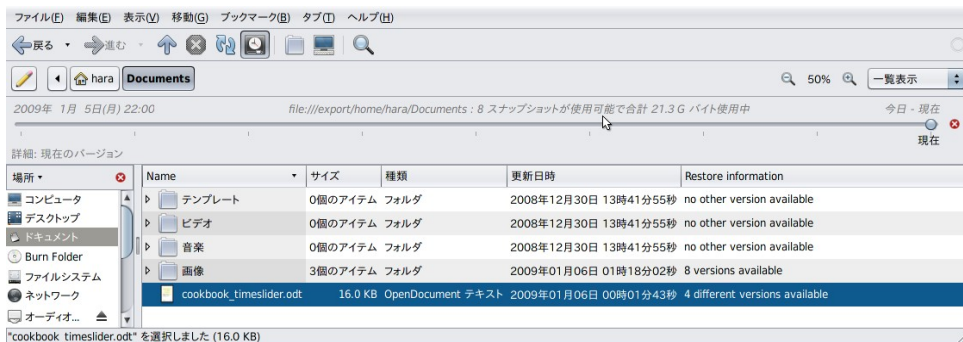 ファイル(F) 編集(E) 表示(V) 移動(G) ブックマーク(B) タブ(T) ヘルプ(H)
戻る 進む
hara Documents 50% 一覧表示
2009年 1月 5日(月) 22:00 file:///export/home/hara/Documents : 8 スナップショットが使用可能で合計 21.3 G バイト使用中 今日 - 現在
現在
詳細: 現在のバージョン
場所 Name サイズ 種類 更新日時 Restore information
コンピュータ テンプレート 0個のアイテム フォルダ 2008年12月30日 13時41分55秒 no other version available
デスクトップ ビデオ 0個のアイテム フォルダ 2008年12月30日 13時41分55秒 no other version available
ドキュメント 音楽 0個のアイテム フォルダ 2008年12月30日 13時41分55秒 no other version available
Burn Folder 画像 3個のアイテム フォルダ 2009年01月06日 01時18分02秒 8 versions available
ファイルシステム cookbook_timeslider.odt 16.0 KB OpenDocument テキスト 2009年01月06日 00時01分43秒 4 different versions available
ネットワーク
オーディオ...
"cookbook_timeslider.odt" を選択しました (16.0 KB)